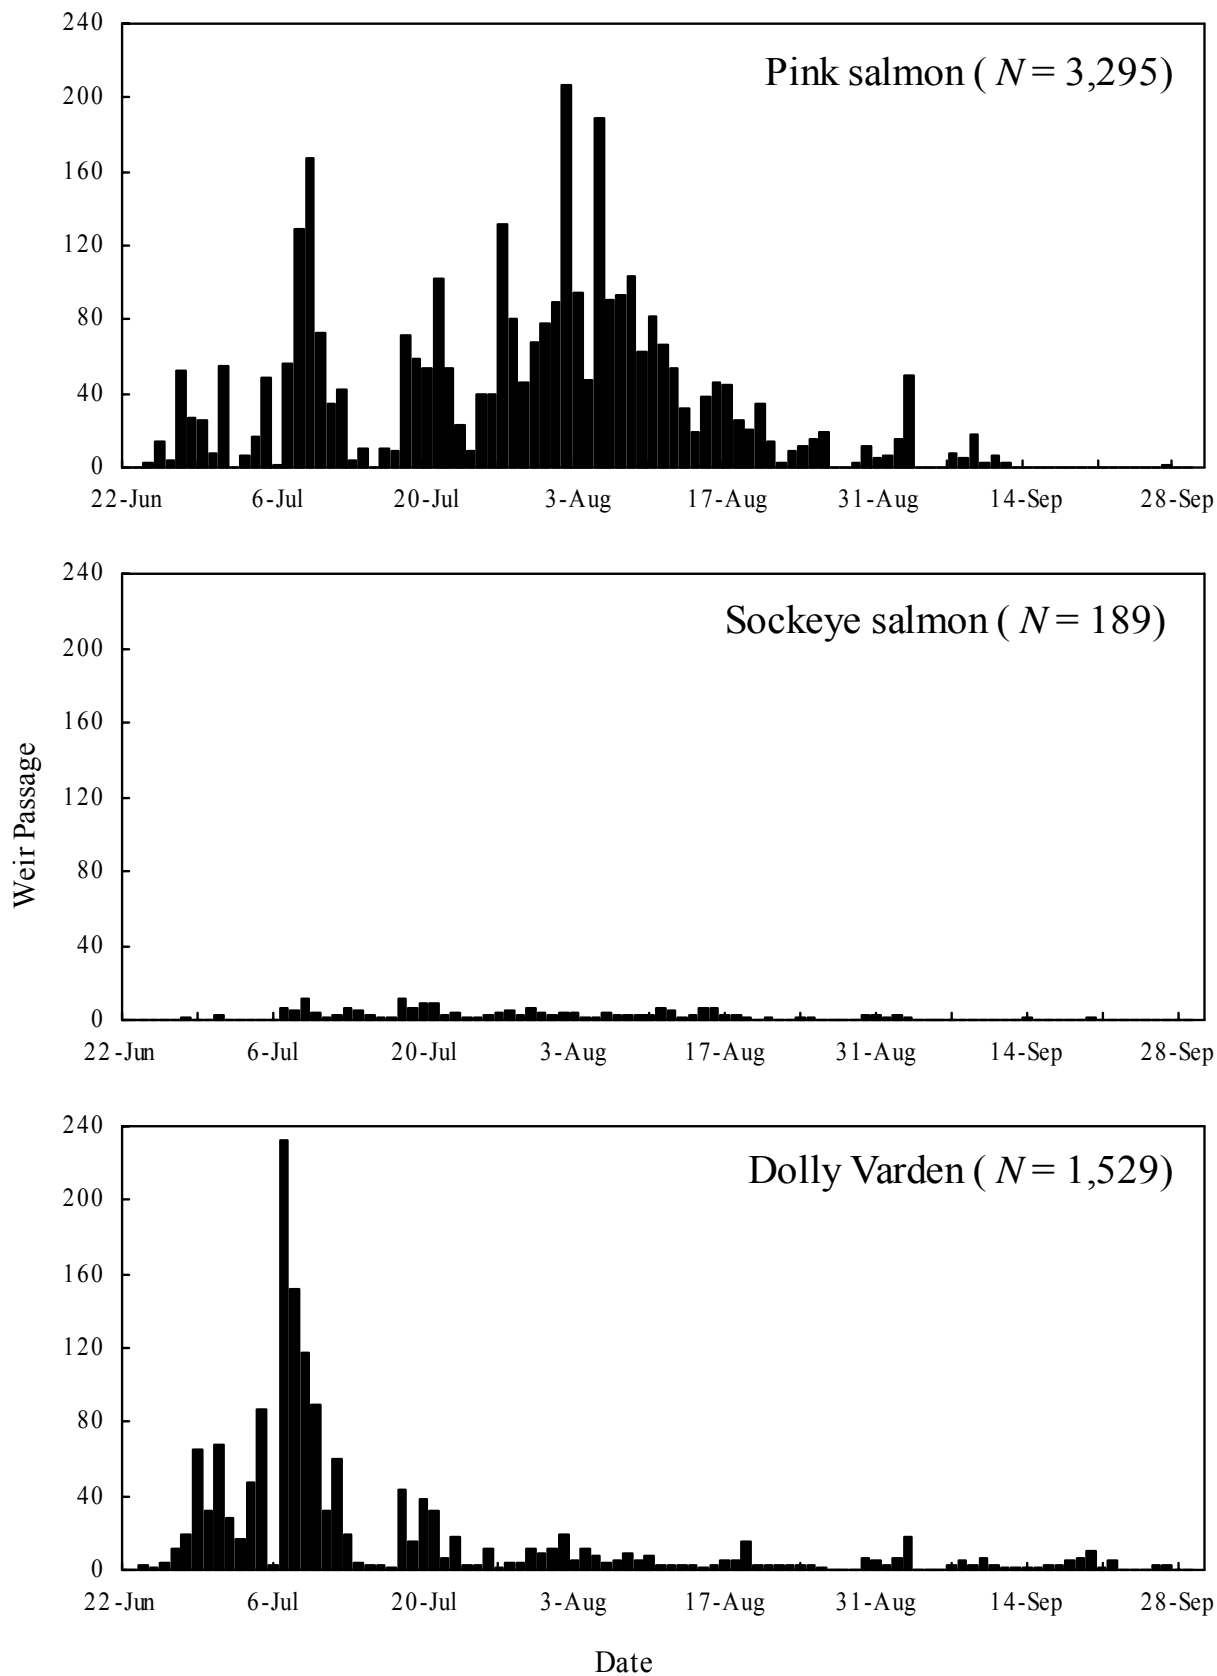 240
Pink salmon ( N = 3,295)
200
160
120
80
40
0
22-Jun 6-Jul 20-Jul 3-Aug 17-Aug 31-Aug 14-Sep 28-Sep
240
Sockeye salmon ( N = 189)
200
160
120
80
40
0
22-Jun 6-Jul 20-Jul 3-Aug 17-Aug 31-Aug 14-Sep 28-Sep
Weir Passage
240
Dolly Varden ( N = 1,529)
200
160
120
80
40
0
22-Jun 6-Jul 20-Jul 3-Aug 17-Aug 31-Aug 14-Sep 28-Sep
Date